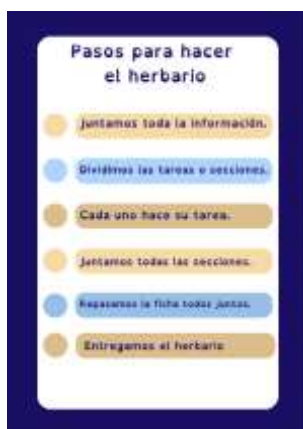 Pasos para hacer
el herbario
Juntamos toda la información.
Dividimos las tareas o secciones.
Cada uno hace su tarea.
Juntamos todas las secciones.
Repasamos la ficha todos juntos.
Entregamos el herbario